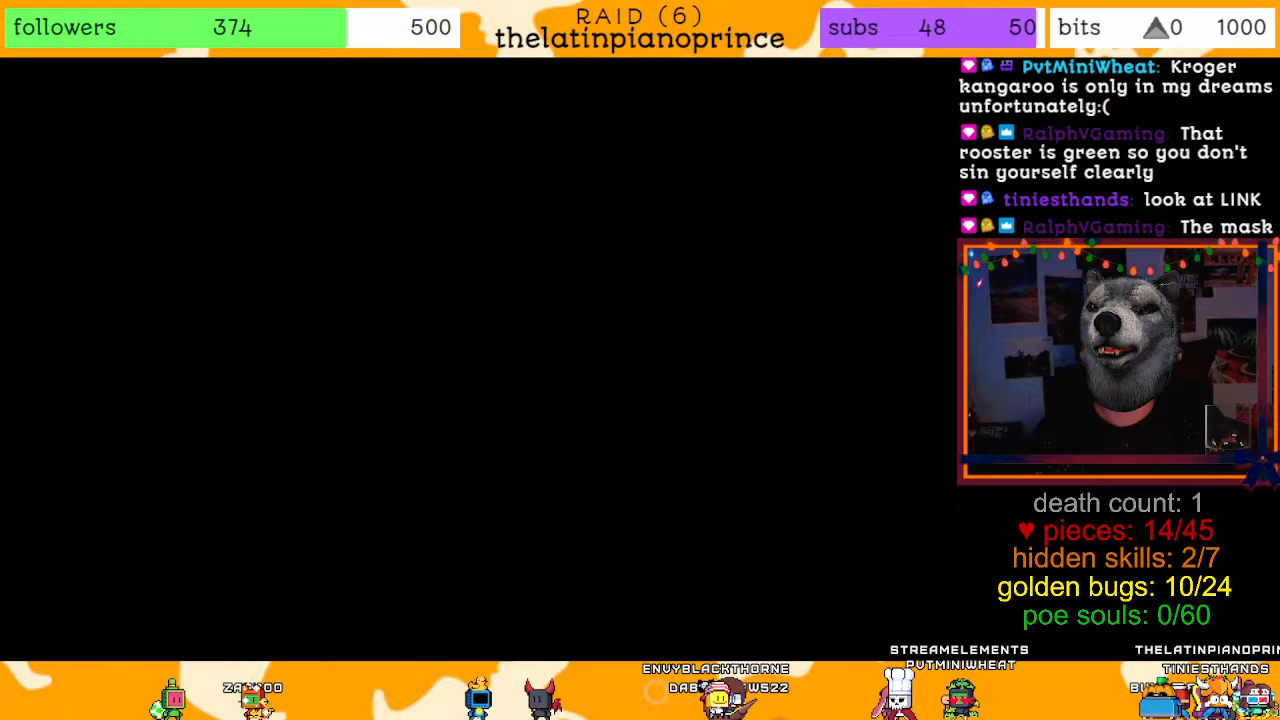 followers 374 500
RAID (6)
thelatinpianoprince
subs 48 50
bits 0 1000
PvtMiniWheat: Kroger
kangaroo is only in my dreams
unfortunately:(
RalphVGaming: That
rooster is green so you don't
sin yourself clearly
tiniesthands: look at LINK
RalphVGaming: The mask
death count: 1
♥ pieces: 14/45
hidden skills: 2/7
golden bugs: 10/24
poe souls: 0/60
STREAMELEMENTS
THELATINPIANOPRIN
PVTMINIWHEAT
ENVYBLACKTHORNE
TINIESTHANDS